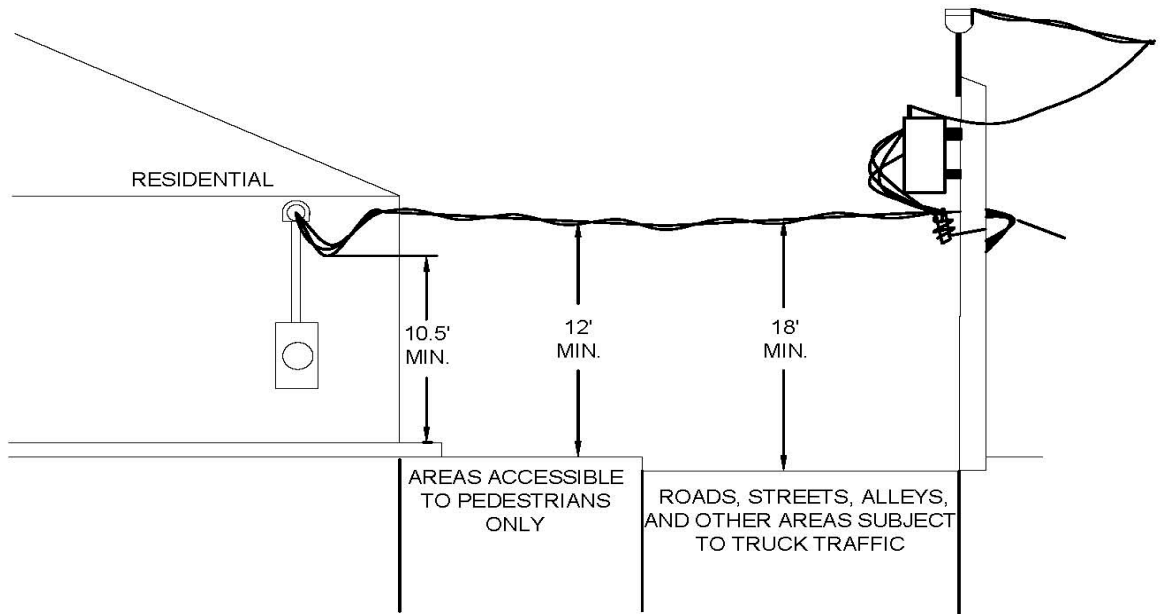 RESIDENTIAL
10.5'
MIN.
12'
MIN.
18'
MIN.
AREAS ACCESSIBLE
TO PEDESTRIANS
ONLY
ROADS, STREETS, ALLEYS,
AND OTHER AREAS SUBJECT
TO TRUCK TRAFFIC